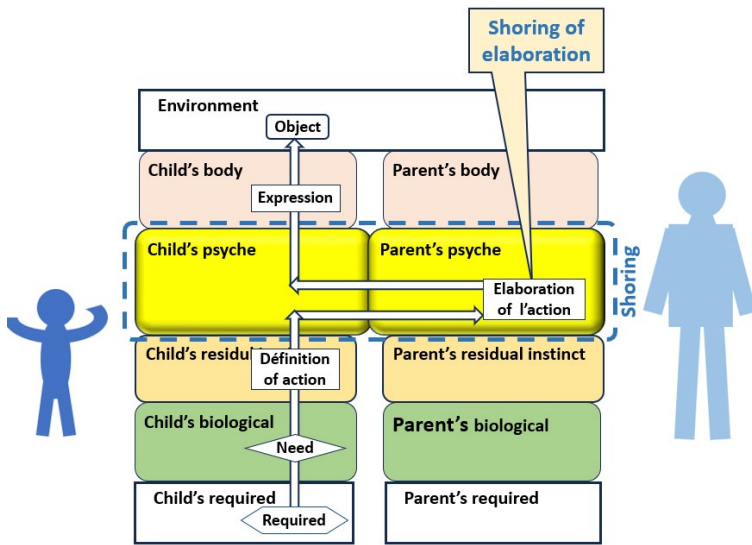 Shoring of
elaboration
Environment
Object
Child's body
Parent's body
Expression
Child's psyche
Parent's psyche
Elaboration
of l'action
Shoring
Child's residu
Parent's residual instinct
Définition
of action
Child's biological
Parent's biological
Need
Child's required
Parent's required
Required